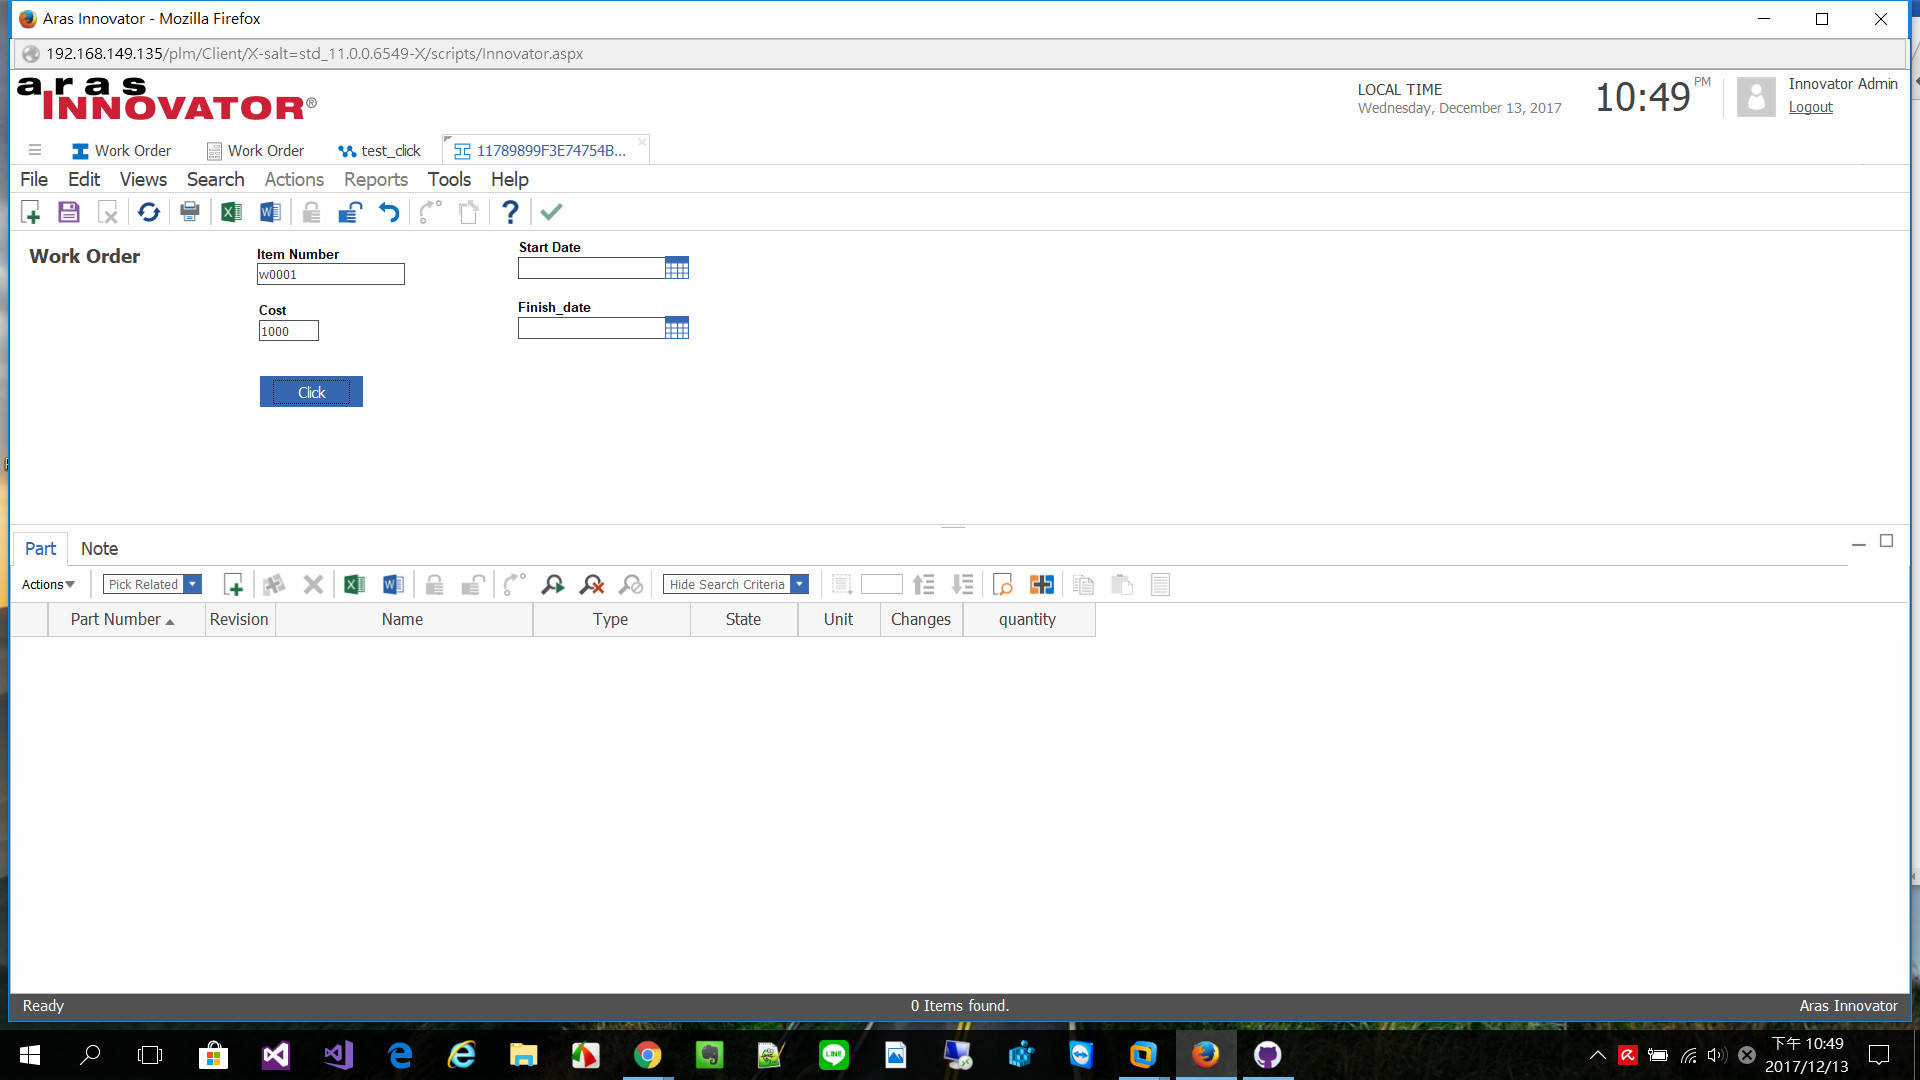 Aras Innovator - Mozilla Firefox
192.168.149.135/plm/Client/X-salt=std_11.0.0.6549-X/scripts/Innovator.aspx
aras
INNOVATOR®
LOCAL TIME
Wednesday, December 13, 2017
10:49 PM
Innovator Admin
Logout
Work Order
Work Order
test_click
11789899F3E74754B...
File Edit Views Search Actions Reports Tools Help
Work Order
Item Number
w0001
Cost
1000
Start Date
Finish_date
Click
Part
Note
Actions
Pick Related
Hide Search Criteria
Part Number Revision Name Type State Unit Changes quantity
Ready
0 Items found.
Aras Innovator
LINE
下午 10:49
2017/12/13